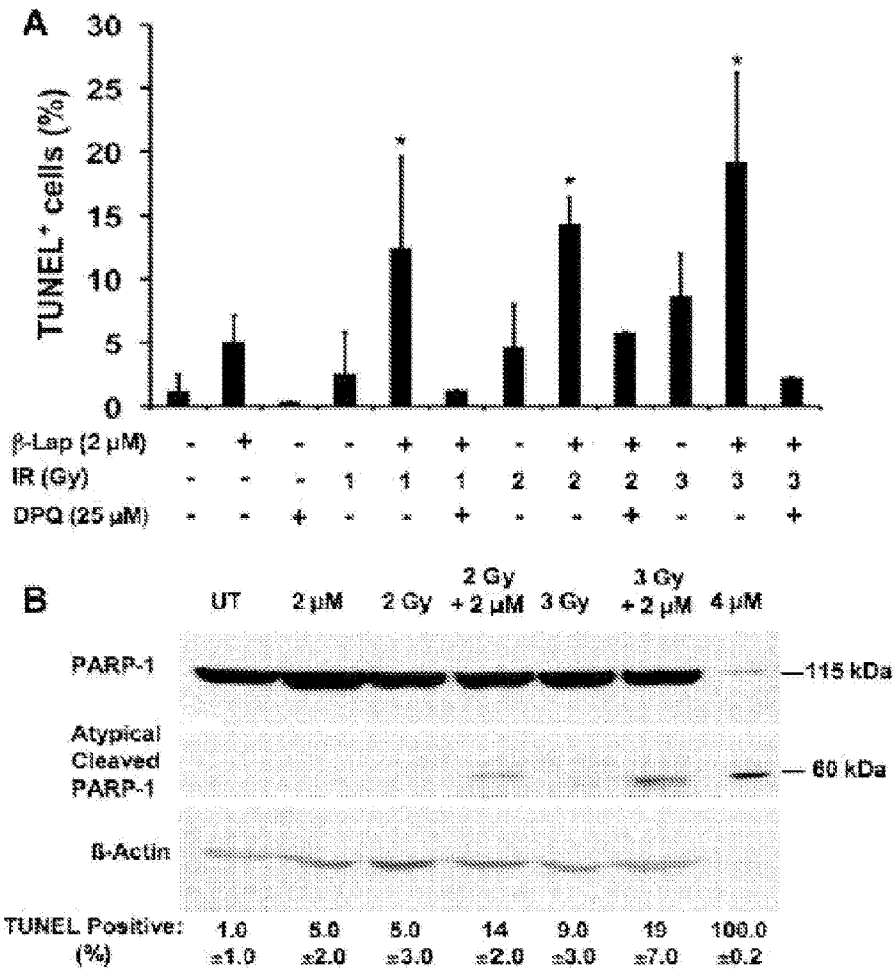 A
30
25
20
15
10
5
0
TUNEL⁺ cells (%)
*
*
*
β-Lap (2 µM) - + - - + + - + + - + +
IR (Gy) - - - 1 1 1 2 2 2 3 3 3
DPQ (25 µM) - - + - - + - - + - - +
B
UT 2 µM 2 Gy 2 Gy + 2 µM 3 Gy 3 Gy + 2 µM 4 µM
PARP-1 —115 kDa
Atypical
Cleaved — 60 kDa
PARP-1
ß-Actin
TUNEL Positive: 1.0 5.0 5.0 14 9.0 19 100.0
(%) ±1.0 ±2.0 ±3.0 ±2.0 ±3.0 ±7.0 ±0.2